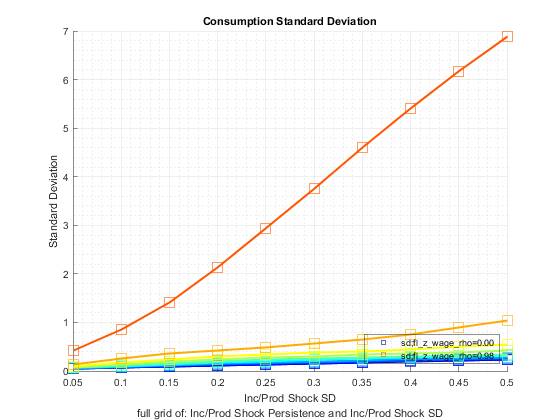 Consumption Standard Deviation
7
6
5
4
3
2
1
0
Standard Deviation
sd:fl_z_wage_rho=0.00
sd:fl_z_wage_rho=0.98
0.05 0.1 0.15 0.2 0.25 0.3 0.35 0.4 0.45 0.5
Inc/Prod Shock SD
full grid of: Inc/Prod Shock Persistence and Inc/Prod Shock SD